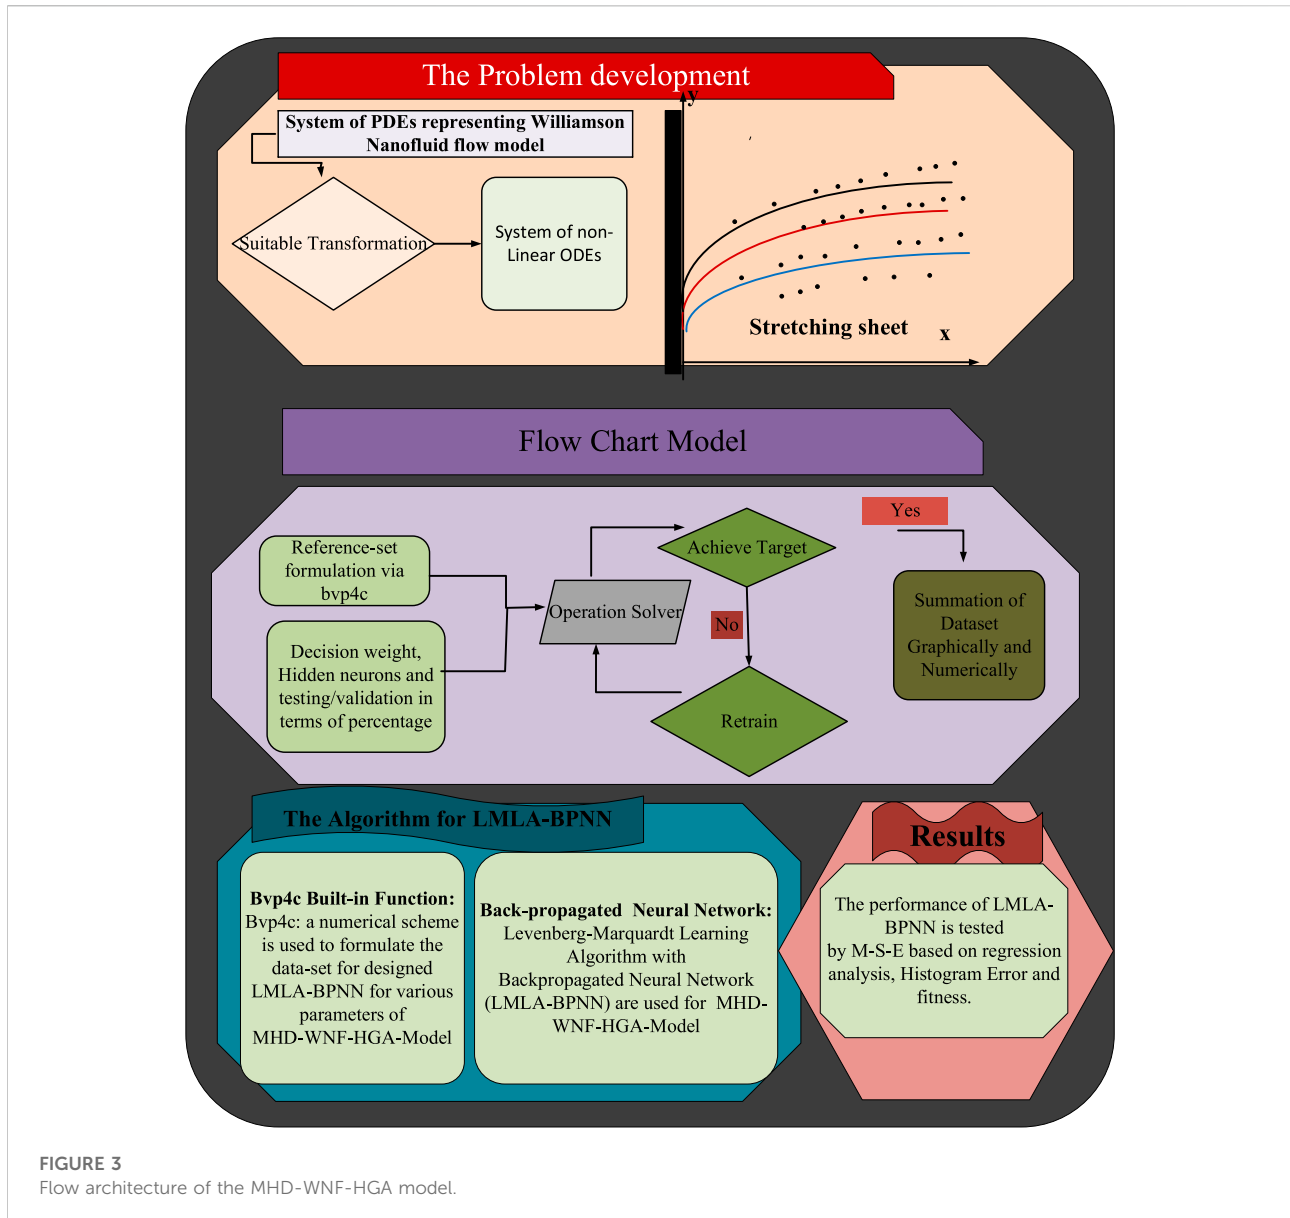 The Problem development
System of PDEs representing Williamson
Nanofluid flow model
Suitable Transformation
System of non-
Linear ODEs
y
Stretching sheet
x
Flow Chart Model
Reference-set
formulation via
bvp4c
Decision weight,
Hidden neurons and
testing/validation in
terms of percentage
Operation Solver
Achieve Target
No
Retrain
Yes
Summation of
Dataset
Graphically and
Numerically
The Algorithm for LMLA-BPNN
Bvp4c Built-in Function:
Bvp4c: a numerical scheme
is used to formulate the
data-set for designed
LMLA-BPNN for various
parameters of
MHD-WNF-HGA-Model
Back-propagated Neural Network:
Levenberg-Marquardt Learning
Algorithm with
Backpropagated Neural Network
(LMLA-BPNN) are used for MHD-
WNF-HGA-Model
Results
The performance of LMLA-
BPNN is tested
by M-S-E based on regression
analysis, Histogram Error and
fitness.
FIGURE 3
Flow architecture of the MHD-WNF-HGA model.